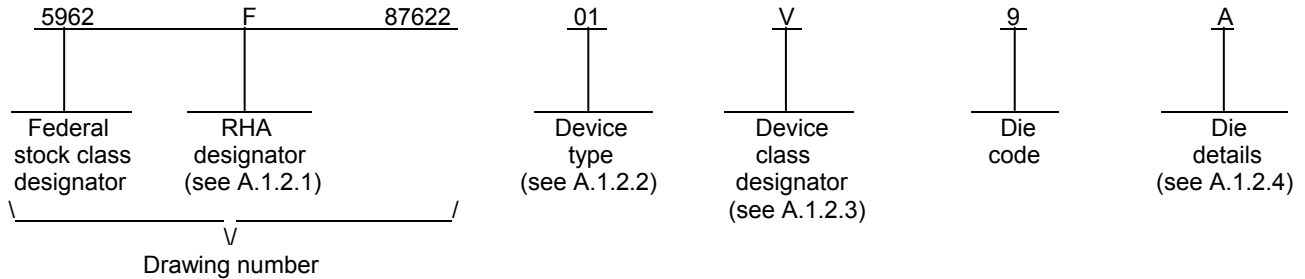 5962 F 87622 01 V 9 A
Federal RHA Device Device Die Die
stock class designator type class code details
designator (see A.1.2.1) (see A.1.2.2) designator (see A.1.2.4)
(see A.1.2.3)
\ /
\/
Drawing number